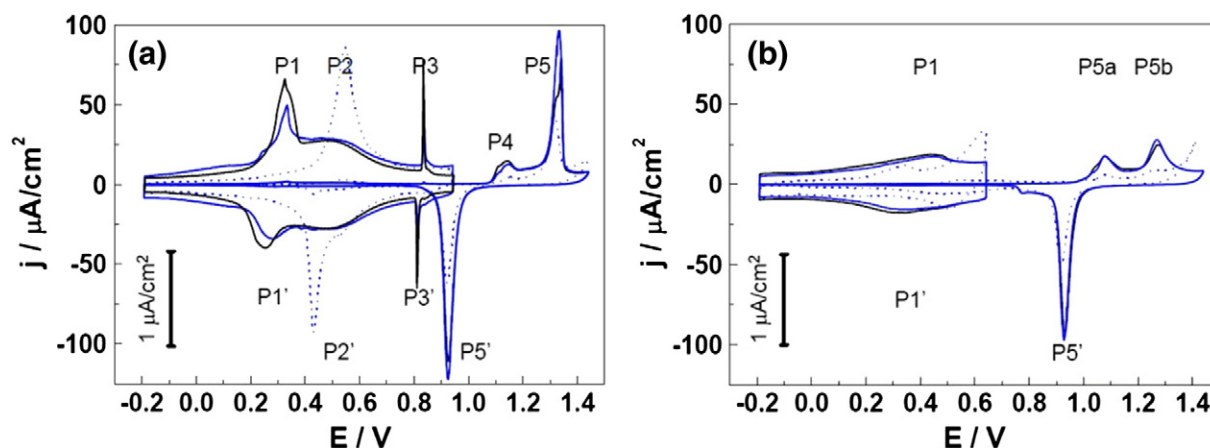 (a)
P1
P2
P3
P4
P5
P1'
P2'
P3'
P5'
1 μA/cm²
j / μA/cm²
100
50
0
-50
-100
-0.2 0.0 0.2 0.4 0.6 0.8 1.0 1.2 1.4
E / V
(b)
P1
P5a
P5b
P1'
P5'
1 μA/cm²
j / μA/cm²
100
50
0
-50
-100
-0.2 0.0 0.2 0.4 0.6 0.8 1.0 1.2 1.4
E / V